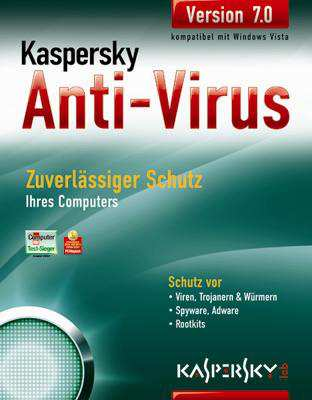 Version 7.0
kompatibel mit Windows Vista
Kaspersky
Anti-Virus
Zuverlässiger Schutz
Ihres Computers
Computer
Test-Sieger
Schutz vor
• Viren, Trojanern & Würmern
• Spyware, Adware
• Rootkits
KASPERSKY lab